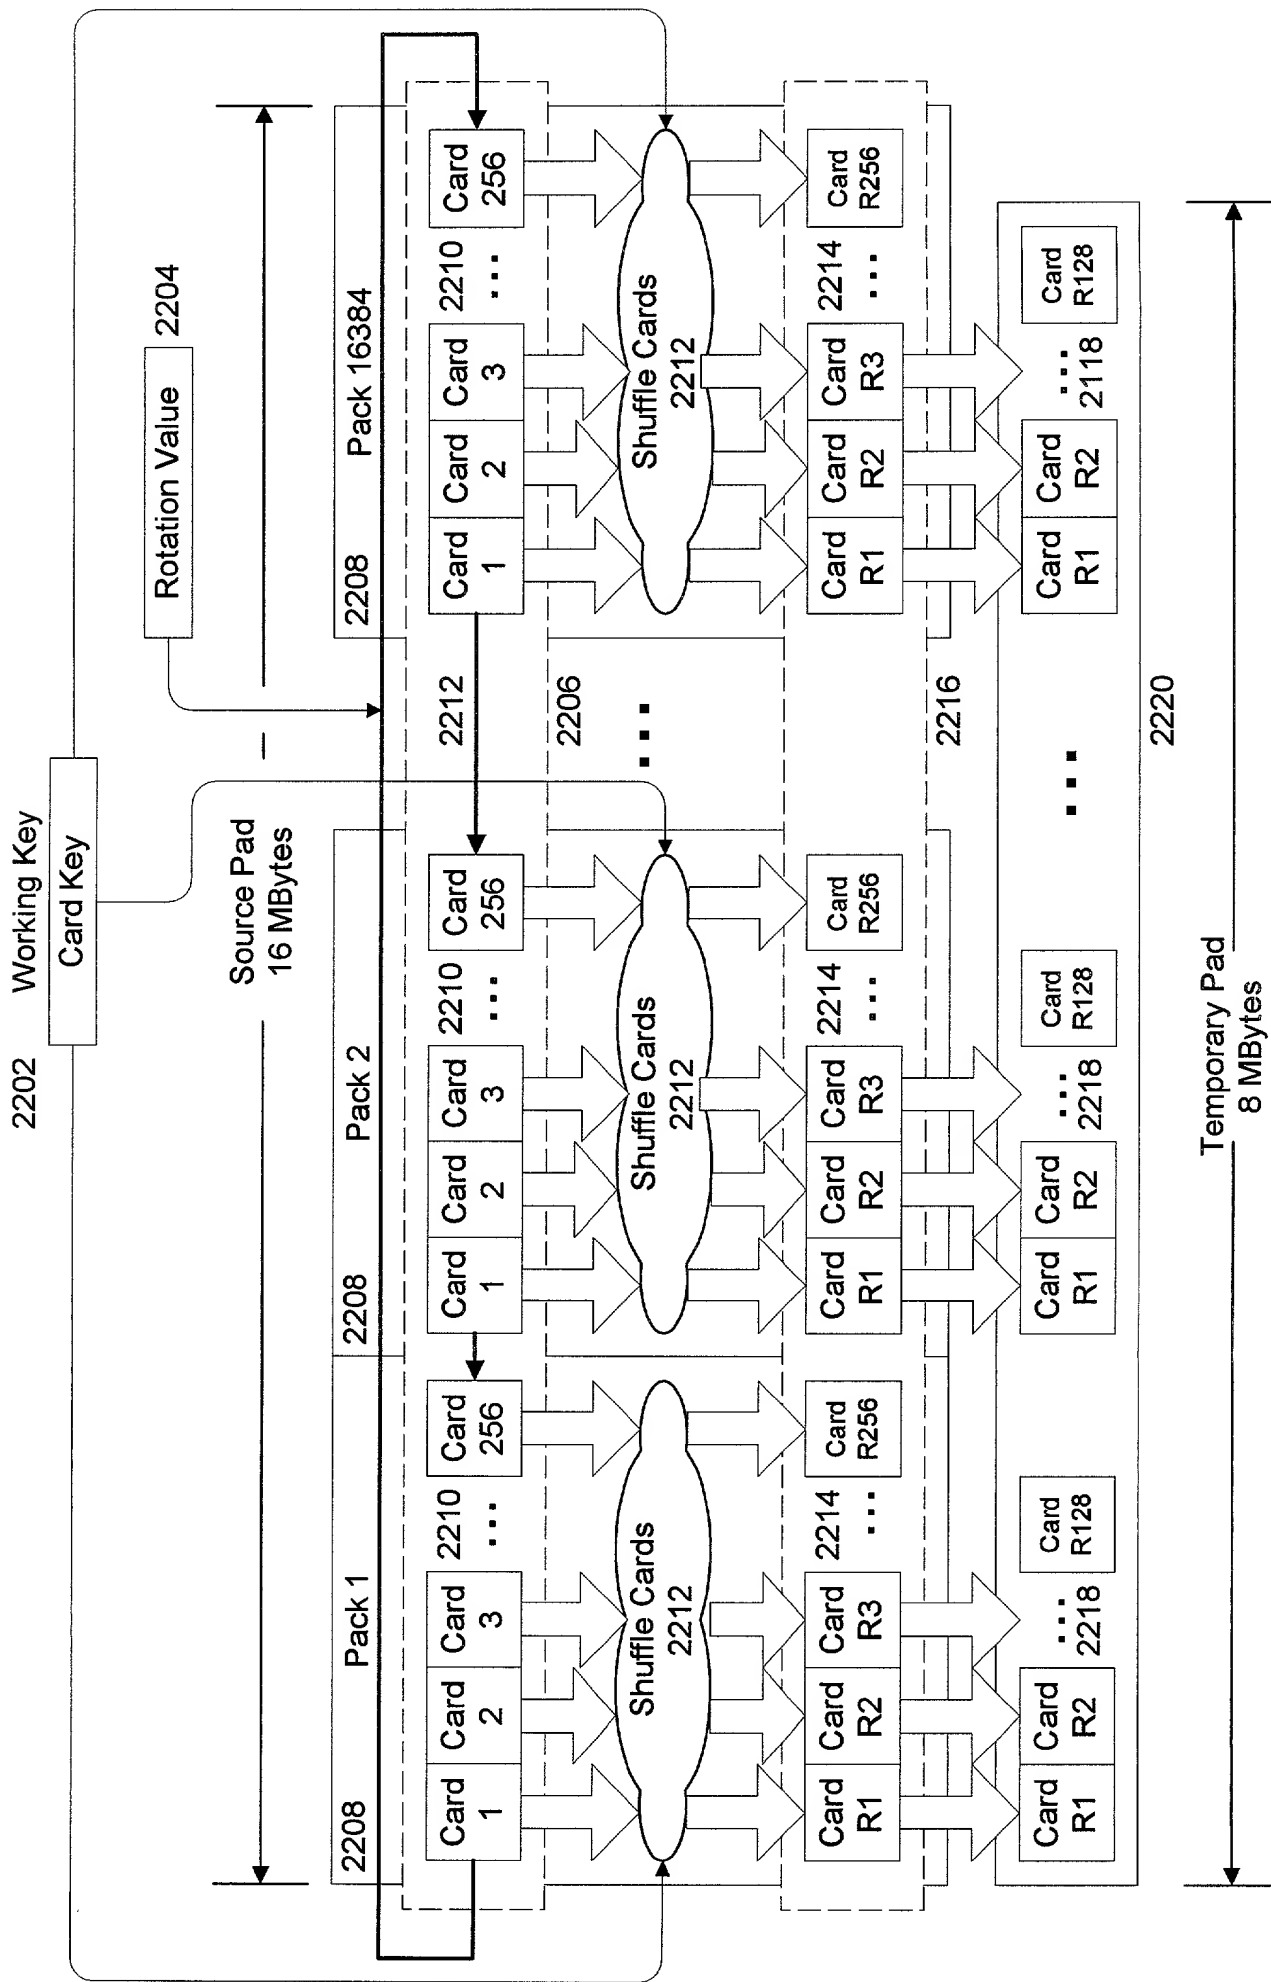 Working Key
2202
Card Key
Rotation Value
2204
Source Pad
16 MBytes
2208
Pack 1
2208
Pack 2
2208
Pack 16384
Card
1
Card
2
Card
3
2210
...
Card
256
Card
1
Card
2
Card
3
2210
...
Card
256
2212
Card
1
Card
2
Card
3
2210
...
Card
256
2206
Shuffle Cards
2212
Shuffle Cards
2212
...
Shuffle Cards
2212
Card
R1
Card
R2
Card
R3
2214
...
Card
R256
Card
R1
Card
R2
Card
R3
2214
...
Card
R256
Card
R1
Card
R2
Card
R3
2214
...
Card
R256
2216
Card
R1
Card
R2
...
2218
Card
R128
Card
R1
Card
R2
...
2218
Card
R128
...
Card
R1
Card
R2
...
2118
Card
R128
2220
Temporary Pad
8 MBytes